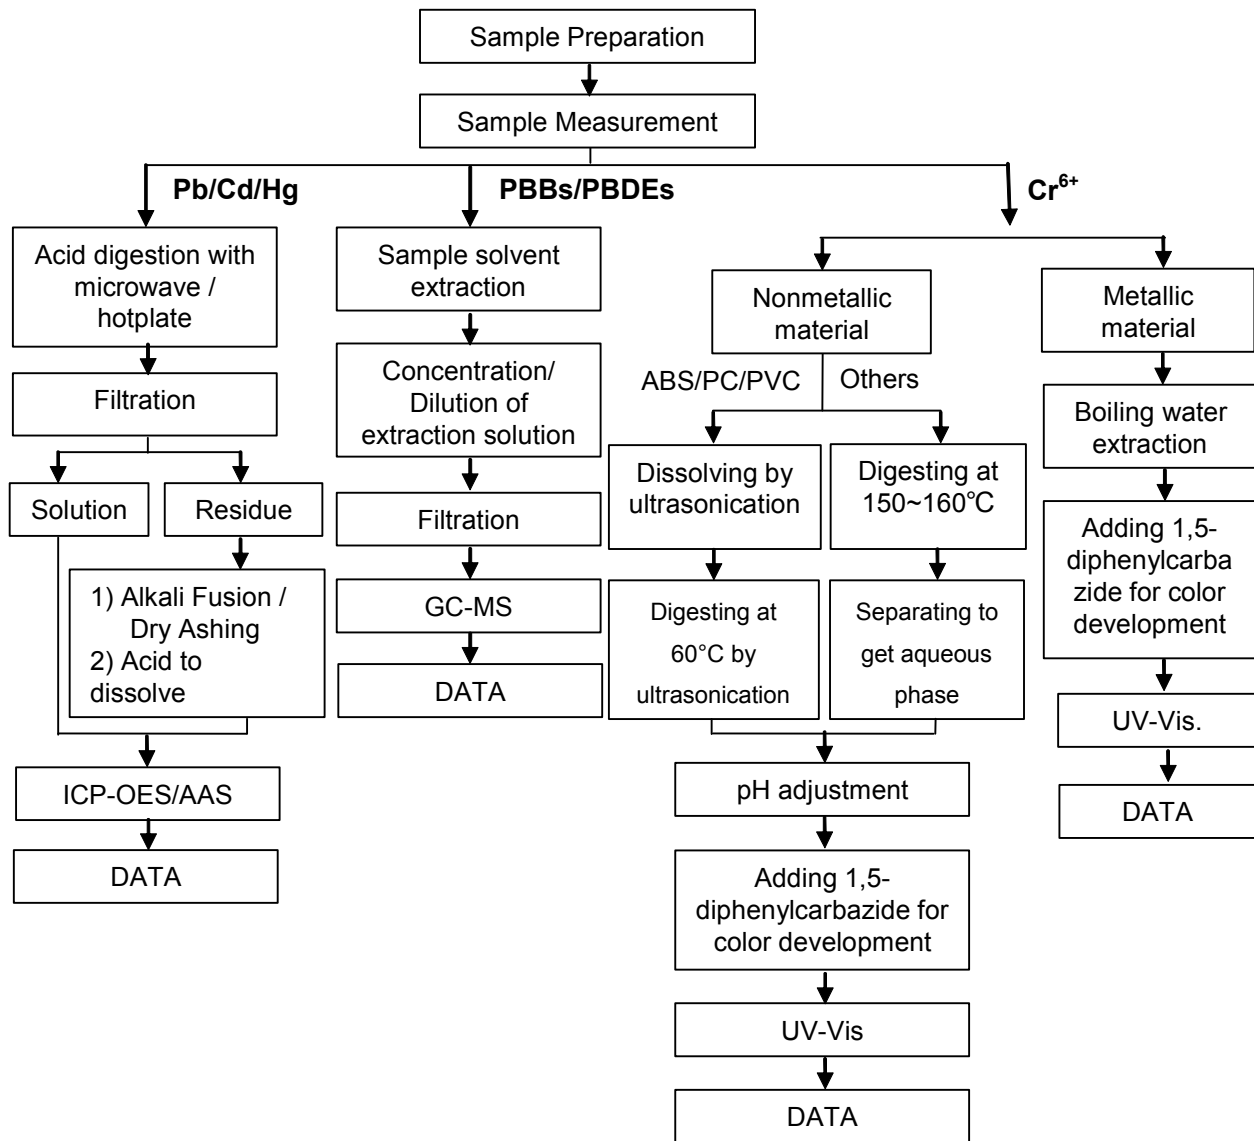 Sample Preparation
Sample Measurement
Pb/Cd/Hg
PBBs/PBDEs
Cr6+
Acid digestion with
microwave /
hotplate
Filtration
Solution
Residue
1) Alkali Fusion /
Dry Ashing
2) Acid to
dissolve
ICP-OES/AAS
DATA
Sample solvent
extraction
Concentration/
Dilution of
extraction solution
Filtration
GC-MS
DATA
Nonmetallic
material
ABS/PC/PVC
Others
Dissolving by
ultrasonication
Digesting at
60°C by
ultrasonication
Digesting at
150~160℃
Separating to
get aqueous
phase
pH adjustment
Adding 1,5-
diphenylcarbazide for
color development
UV-Vis
DATA
Metallic
material
Boiling water
extraction
Adding 1,5-
diphenylcarba
zide for color
development
UV-Vis.
DATA